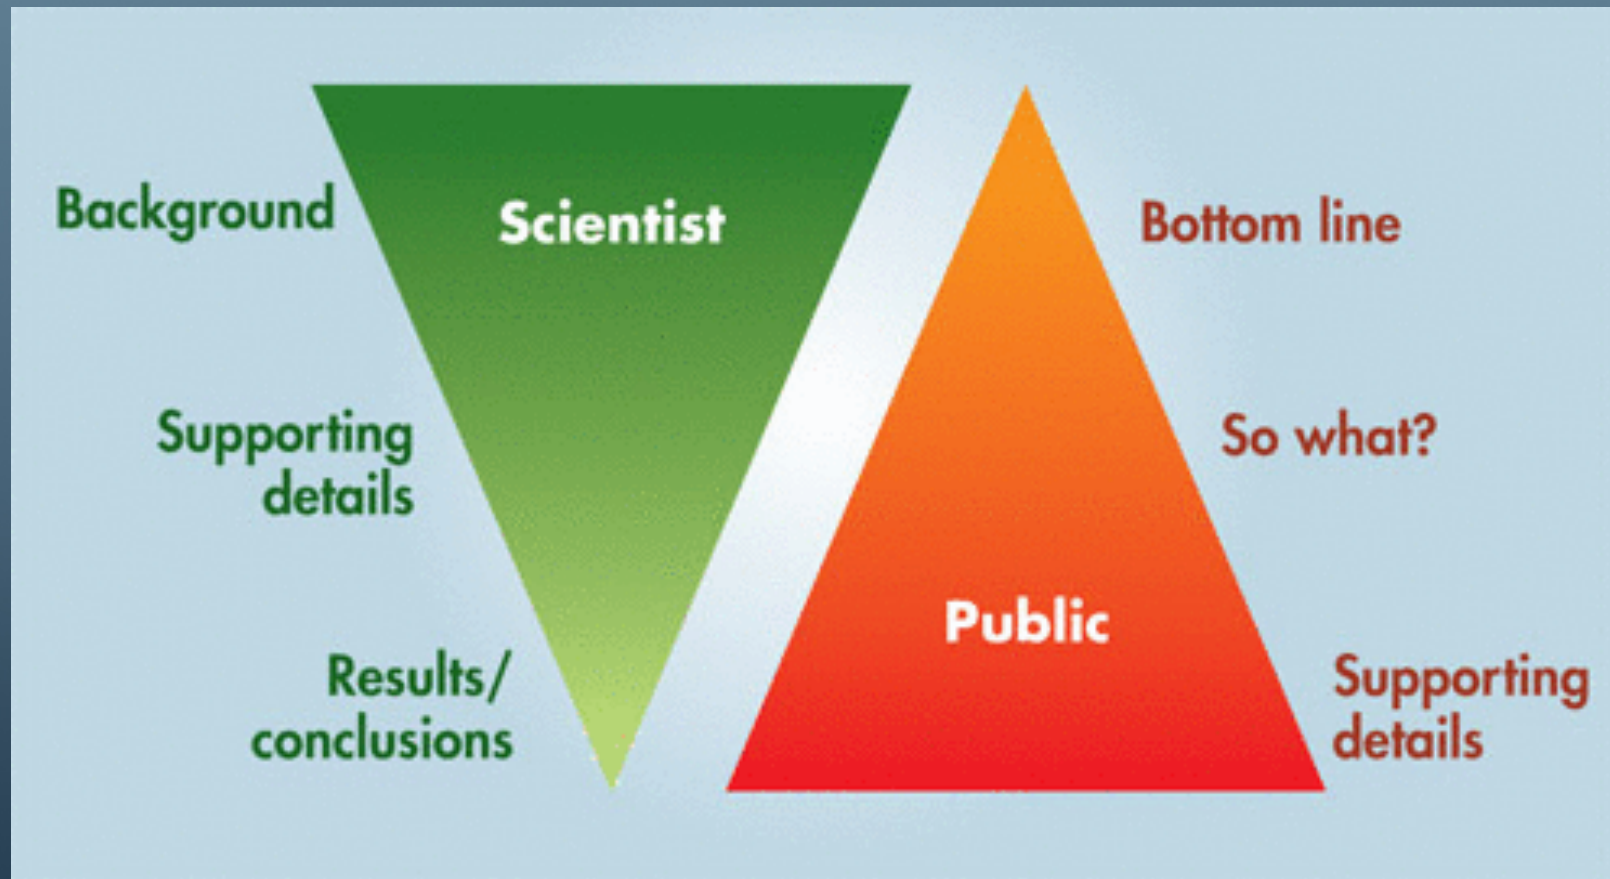 Scientist
Background
Supporting
details
Results/
conclusions
Public
Bottom line
So what?
Supporting
details